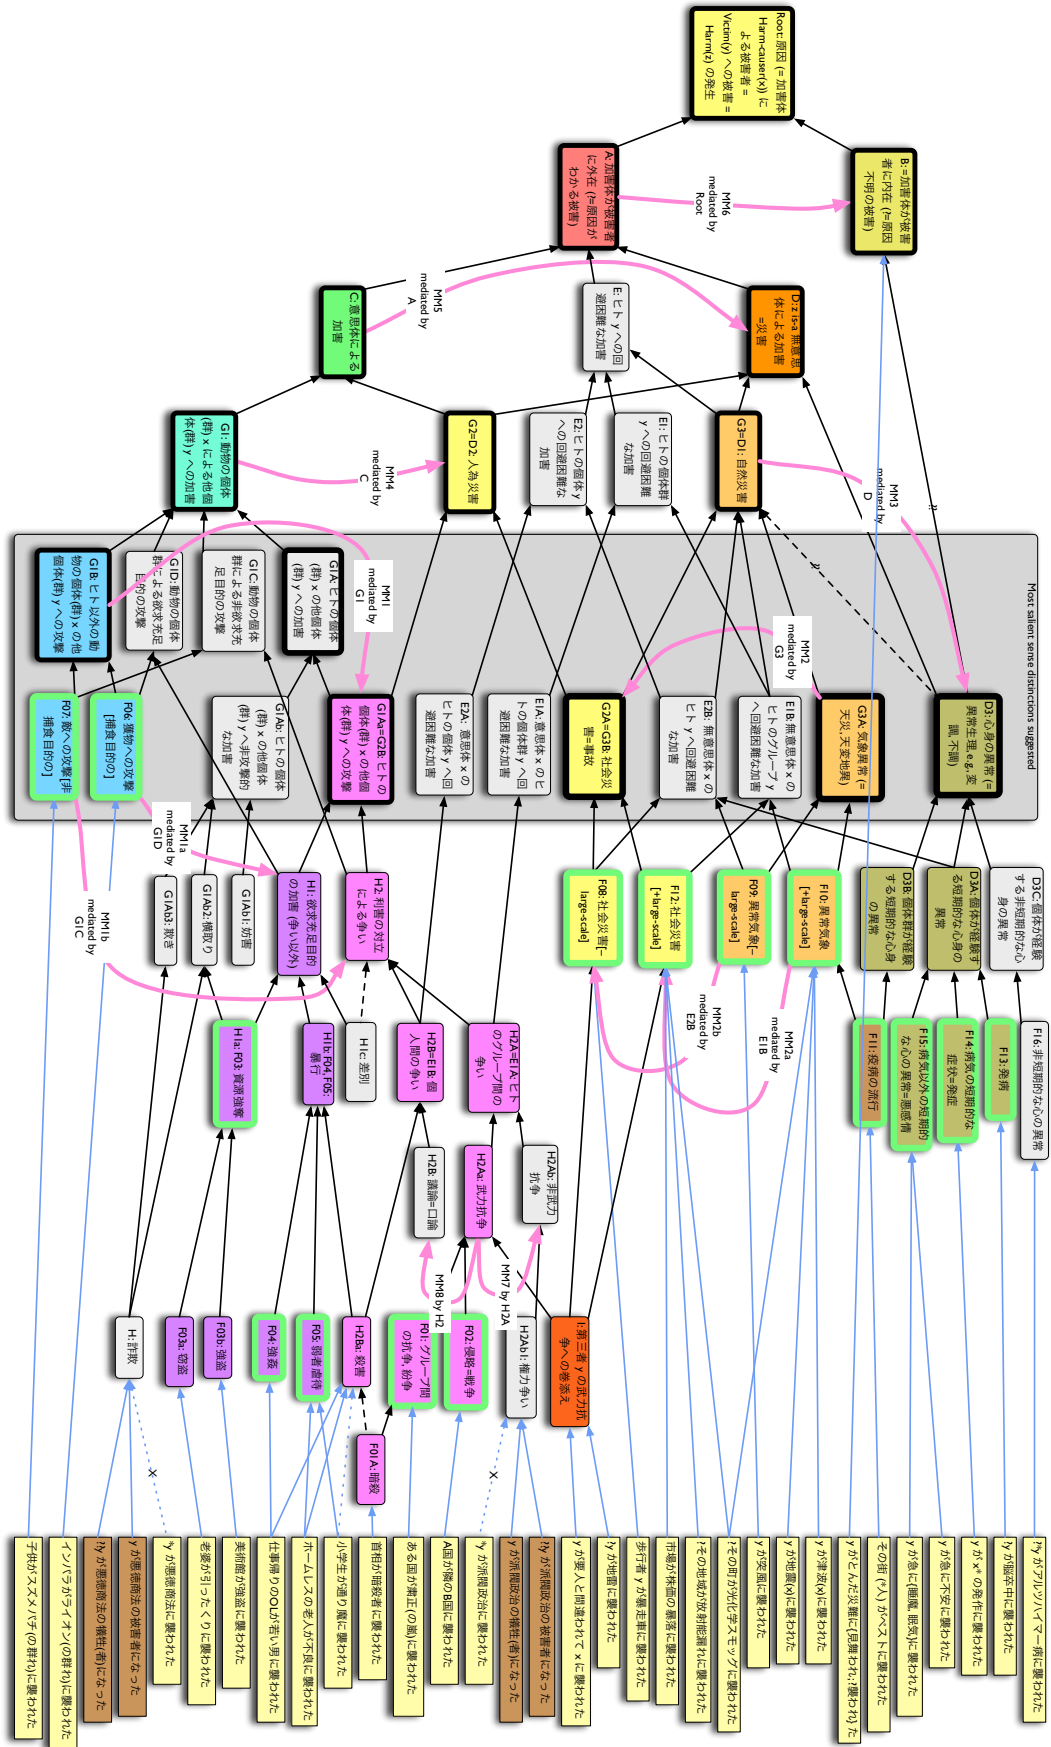 Root: 原因 (= 加害体
Harm-causer(x)) に
よる被害者 =
Victim(y) への被害 =
Harm(z) の発生
B: =加害体が被害
者に内在 (?=原因
不明の被害)
A: 加害体が被害者
に外在 (?=原因が
わかる被害)
MM6
mediated by
Root
D:z is-a 無意思
体による加害
=災害
E: ヒト y への回
避困難な加害
C: 意思体による
加害
MM5
mediated by
A
G3=D1: 自然災害
E1: ヒトの個体群
y への回避困難
な加害
E2: ヒトの個体 y
への回避困難な
加害
G2=D2: 人為災害
G1: 動物の個体
(群) x による他個
体(群) y への加害
MM3
mediated by
D
MM4
mediated by
C
Most salient sense distinctions suggested
G1A: ヒトの個体
(群) x の他個体
(群) y への加害
G1C: 動物の個体
群による非欲求充
足目的の攻撃
G1D: 動物の個体
群による欲求充足
目的の攻撃
G1B: ヒト以外の動
物の個体(群) x の他
個体(群) y への攻撃
MM1
mediated by
G1
MM2
mediated by
G3
D3: 心身の異常 (=
異常生理, e.g., 変
調, 不調)
G3A: 気象異常 (=
天災, 天変地異)
E1B: 無意思体 x の
ヒトのグループ y
へ回避困難な加害
E2B: 無意思体 x の
ヒト y へ回避困難
な加害
G2A=G3B: 社会災
害=事故
E1A: 意思体 x のヒ
トの個体群 y へ回
避困難な加害
E2A: 意思体 x の
ヒトの個体 y へ回
避困難な加害
G1Aa=G2B: ヒトの
個体(群) x の他個
体(群) y への攻撃
G1Ab: ヒトの個体
(群) x の他個体
(群) y へ非攻撃的
な加害
F06: 獲物への攻撃
[捕食目的の]
F07: 敵への攻撃[非
捕食目的の]
MM1a
mediated by
G1D
MM1b
mediated by
G1C
D3C: 個体が経験
する非短期的な心
身の異常
D3A: 個体が経験す
る短期的な心身の
異常
D3B: 個体群が経験
する短期的な心身
の異常
F10: 異常気象
[+large-scale]
F09: 異常気象[–
large-scale]
F12: 社会災害
[+large-scale]
F08: 社会災害[–
large-scale]
H2: 利害の対立
による争い
H1: 欲求充足目的
の加害 (争い以外)
G1Ab1: 妨害
G1Ab2: 横取り
G1Ab3: 欺き
MM2a
mediated by
E1B
MM2b
mediated by
E2B
F16: 非短期的な心の異常
F13: 発病
F14: 病気の短期的な
症状=発症
F15: 病気以外の短期的
な心の異常=悪感情
F11: 疫病の流行
H2A=E1A: ヒト
のグループ間の
争い
H2B=E1B: 個
人間の争い
H1c: 差別
H1b: F04,F05:
暴行
H1a: F03: 資源強奪
H2Ab: 非武力
抗争
H2Aa: 武力抗争
H2B: 議論=口論
MM7 by H2A
MM8 by H2
I: 第三者 y の武力抗
争への巻添え
H2Ab1: 権力争い
F02: 侵略=戦争
F01: グループ間
の抗争, 紛争
H2Ba: 殺害
F05: 弱者虐待
F04: 強姦
F03b: 強盗
F03a: 窃盗
H: 詐欺
F01A: 暗殺
X
X
?*y がアルツハイマー病に襲われた
?y が脳卒中に襲われた
y が x* の発作に襲われた
y が急に不安に襲われた
y が急に{睡魔, 眠気}に襲われた
その街 (*人) がペストに襲われた
y がとんだ災難に{見舞われ; ?襲われ} た
y が津波(x)に襲われた
y が地震(x)に襲われた
y が突風に襲われた
?その町が光化学スモッグに襲われた
?その地域が放射能漏れに襲われた
市場が株価の暴落に襲われた
歩行者 y が暴走車に襲われた
?y が地雷に襲われた
y が要人と間違われて x に襲われた
??y が派閥政治の被害者になった
y が派閥政治の犠牲(者)になった
*y が派閥政治に襲われた
A国が隣のB国に襲われた
ある国が粛正(の嵐)に襲われた
首相が暗殺者に襲われた
小学生が通り魔に襲われた
ホームレスの老人が不良に襲われた
仕事帰りのOLが若い男に襲われた
美術館が強盗に襲われた
老婆が引ったくりに襲われた
*y が悪徳商法に襲われた
y が悪徳商法の被害者になった
??y が悪徳商法の犠牲(者)になった
インパラがライオン(の群れ)に襲われた
子供がスズメバチ(の群れ)に襲われた